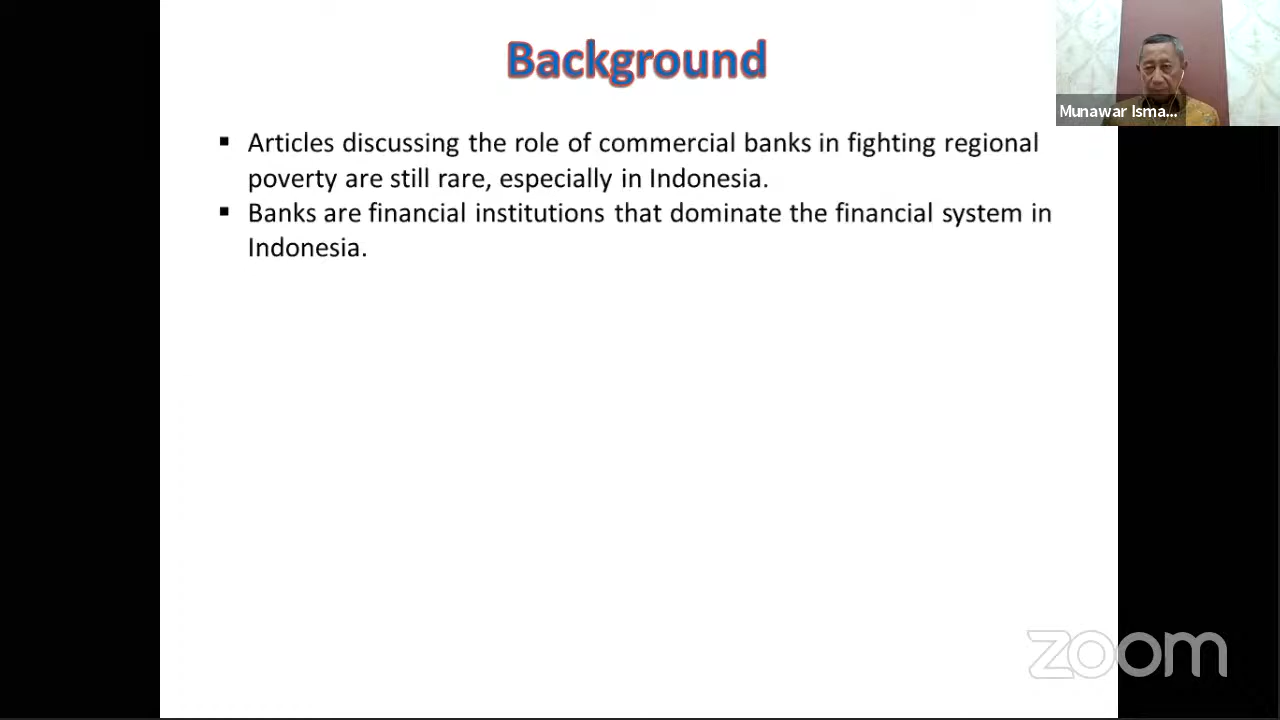 Background
Munawar Isma...
▪ Articles discussing the role of commercial banks in fighting regional
poverty are still rare, especially in Indonesia.
▪ Banks are financial institutions that dominate the financial system in
Indonesia.
zoom